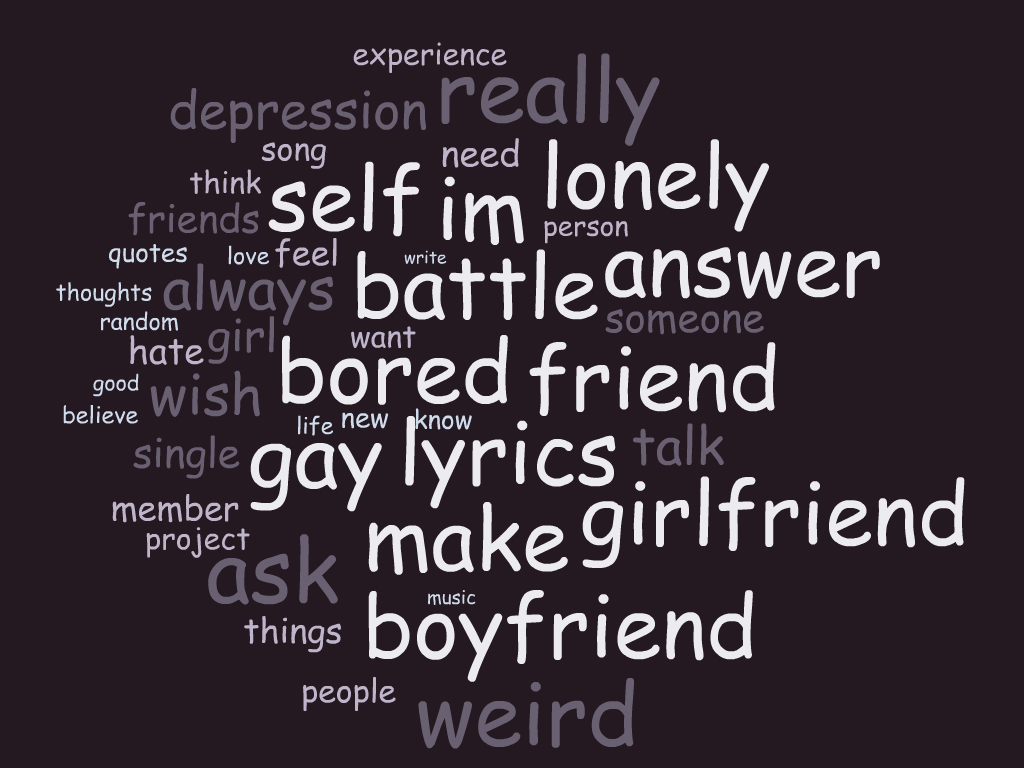 experience
depression really
song need lonely
think self im
friends person
quotes love feel write
battle answer
thoughts always
random girl want someone
hate
good wish bored friend
believe life new know
single gay lyrics talk
member make girlfriend
project
ask
music
things boyfriend
people weird